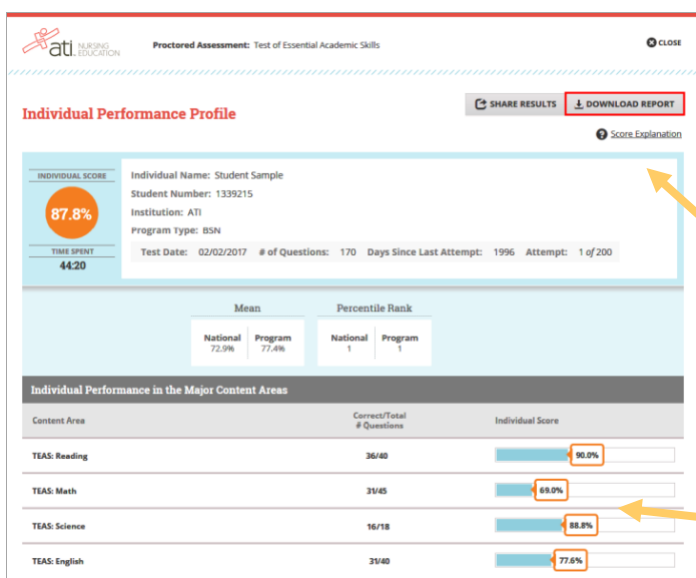 ati NURSING EDUCATION
Proctored Assessment: Test of Essential Academic Skills
CLOSE
SHARE RESULTS
DOWNLOAD REPORT
Individual Performance Profile
Score Explanation
INDIVIDUAL SCORE
87.8%
TIME SPENT
44:20
Individual Name: Student Sample
Student Number: 1339215
Institution: ATI
Program Type: BSN
Test Date: 02/02/2017 # of Questions: 170 Days Since Last Attempt: 1996 Attempt: 1 of 200
Mean Percentile Rank
National Program National Program
72.9% 77.4% 1 1
Individual Performance in the Major Content Areas
Content Area Correct/Total # Questions Individual Score
TEAS: Reading 36/40 90.0%
TEAS: Math 31/45 69.0%
TEAS: Science 16/18 88.8%
TEAS: English 31/40 77.6%